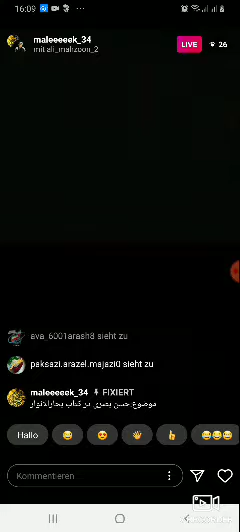 16:09
maleeeeek_34
mit ali_mahzoon_2
LIVE
26
ava_6001arash8 sieht zu
paksazi.arazel.majazi0 sieht zu
maleeeeek_34 FIXIERT
موضوع حسن بصری در کتاب بحارالانوار
Hallo
Kommentieren